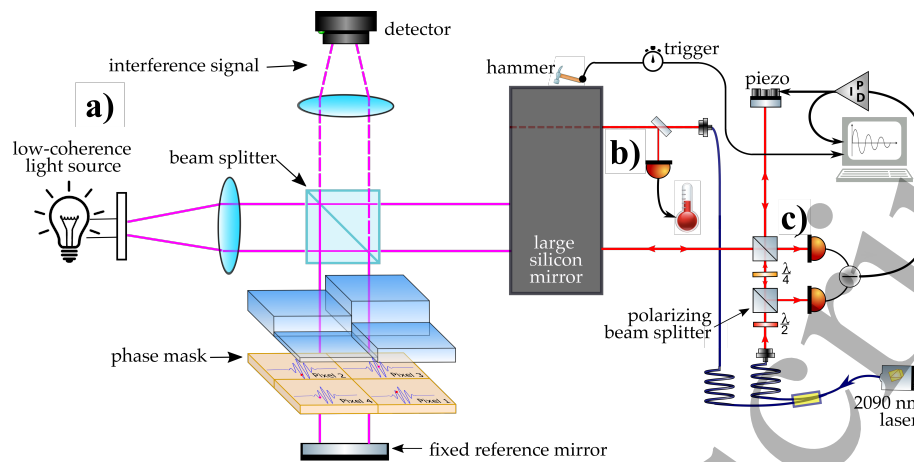 a)
low-coherence
light source
interference signal
detector
beam splitter
phase mask
Pixel 2
Pixel 3
Pixel 4
Pixel 1
fixed reference mirror
hammer
trigger
large
silicon
mirror
b)
piezo
P
I
D
c)
λ
4
λ
2
polarizing
beam splitter
2090 nm
laser